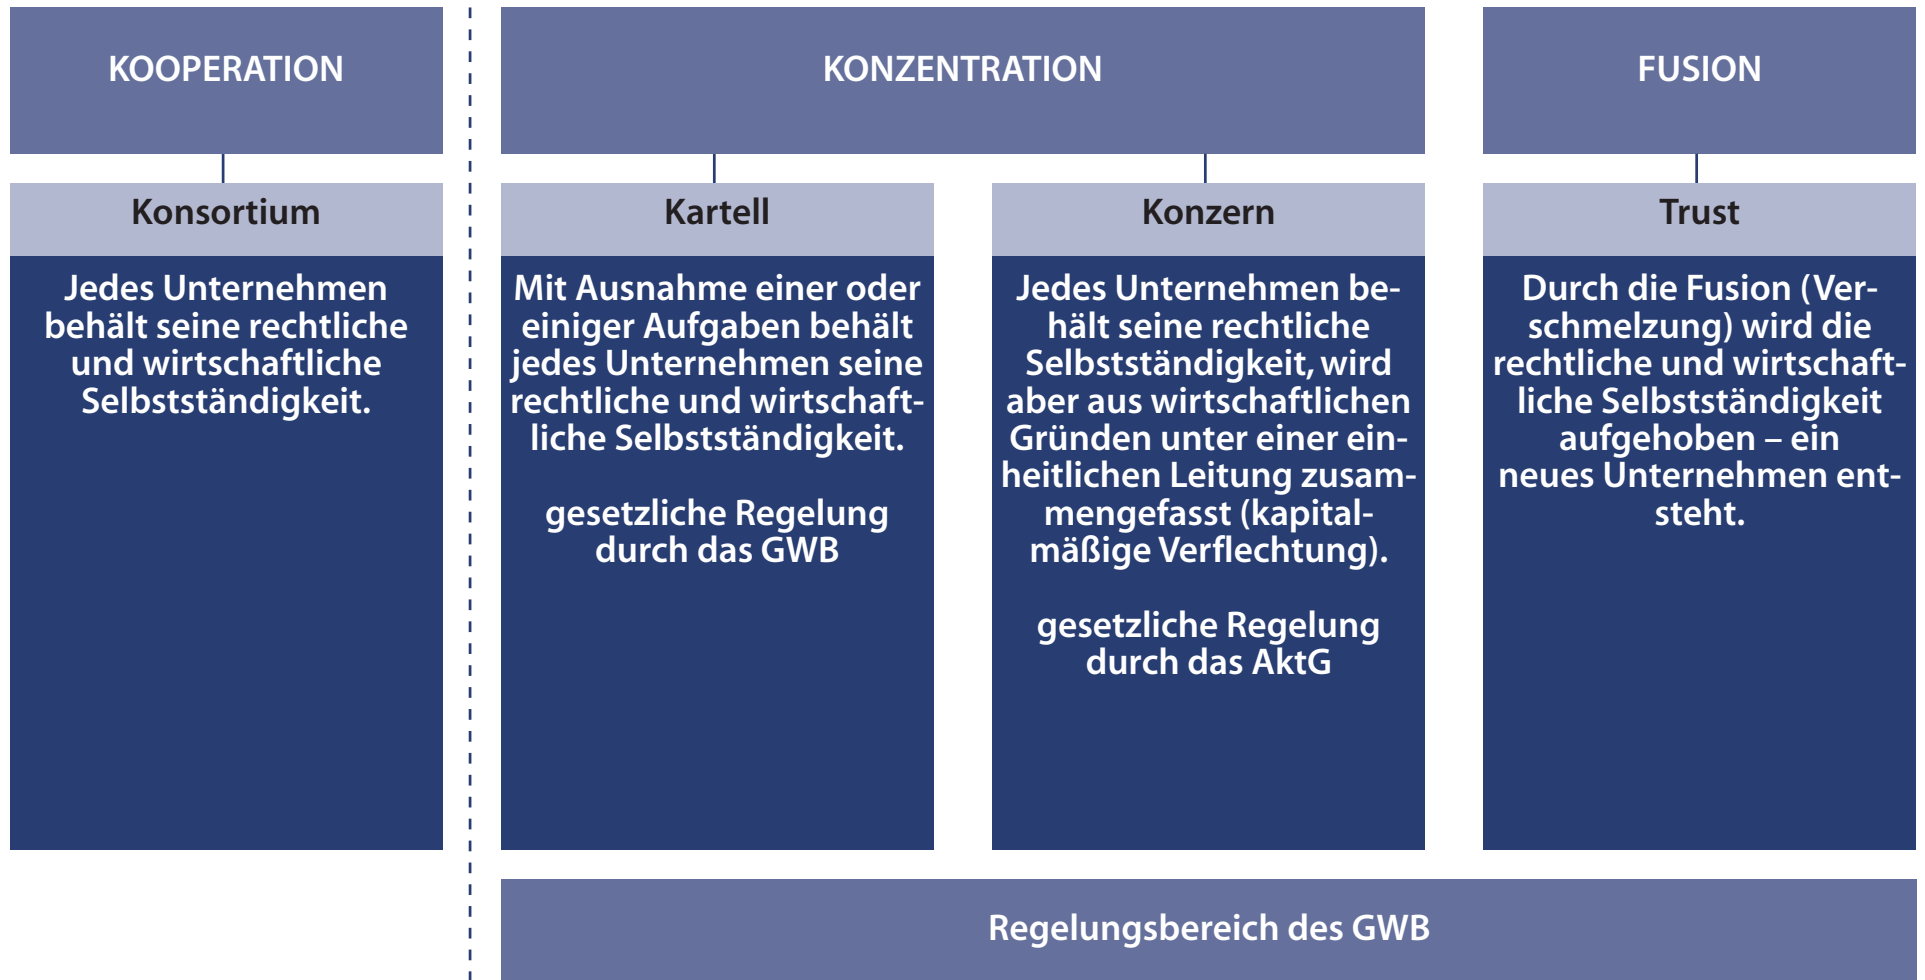 KOOPERATION
KONZENTRATION
FUSION
Konsortium
Jedes Unternehmen
behält seine rechtliche
und wirtschaftliche
Selbstständigkeit.
Kartell
Mit Ausnahme einer oder
einiger Aufgaben behält
jedes Unternehmen seine
rechtliche und wirtschaft-
liche Selbstständigkeit.
gesetzliche Regelung
durch das GWB
Konzern
Jedes Unternehmen be-
hält seine rechtliche
Selbstständigkeit, wird
aber aus wirtschaftlichen
Gründen unter einer ein-
heitlichen Leitung zusam-
mengefasst (kapital-
mäßige Verflechtung).
gesetzliche Regelung
durch das AktG
Trust
Durch die Fusion (Ver-
schmelzung) wird die
rechtliche und wirtschaft-
liche Selbstständigkeit
aufgehoben – ein
neues Unternehmen ent-
steht.
Regelungsbereich des GWB